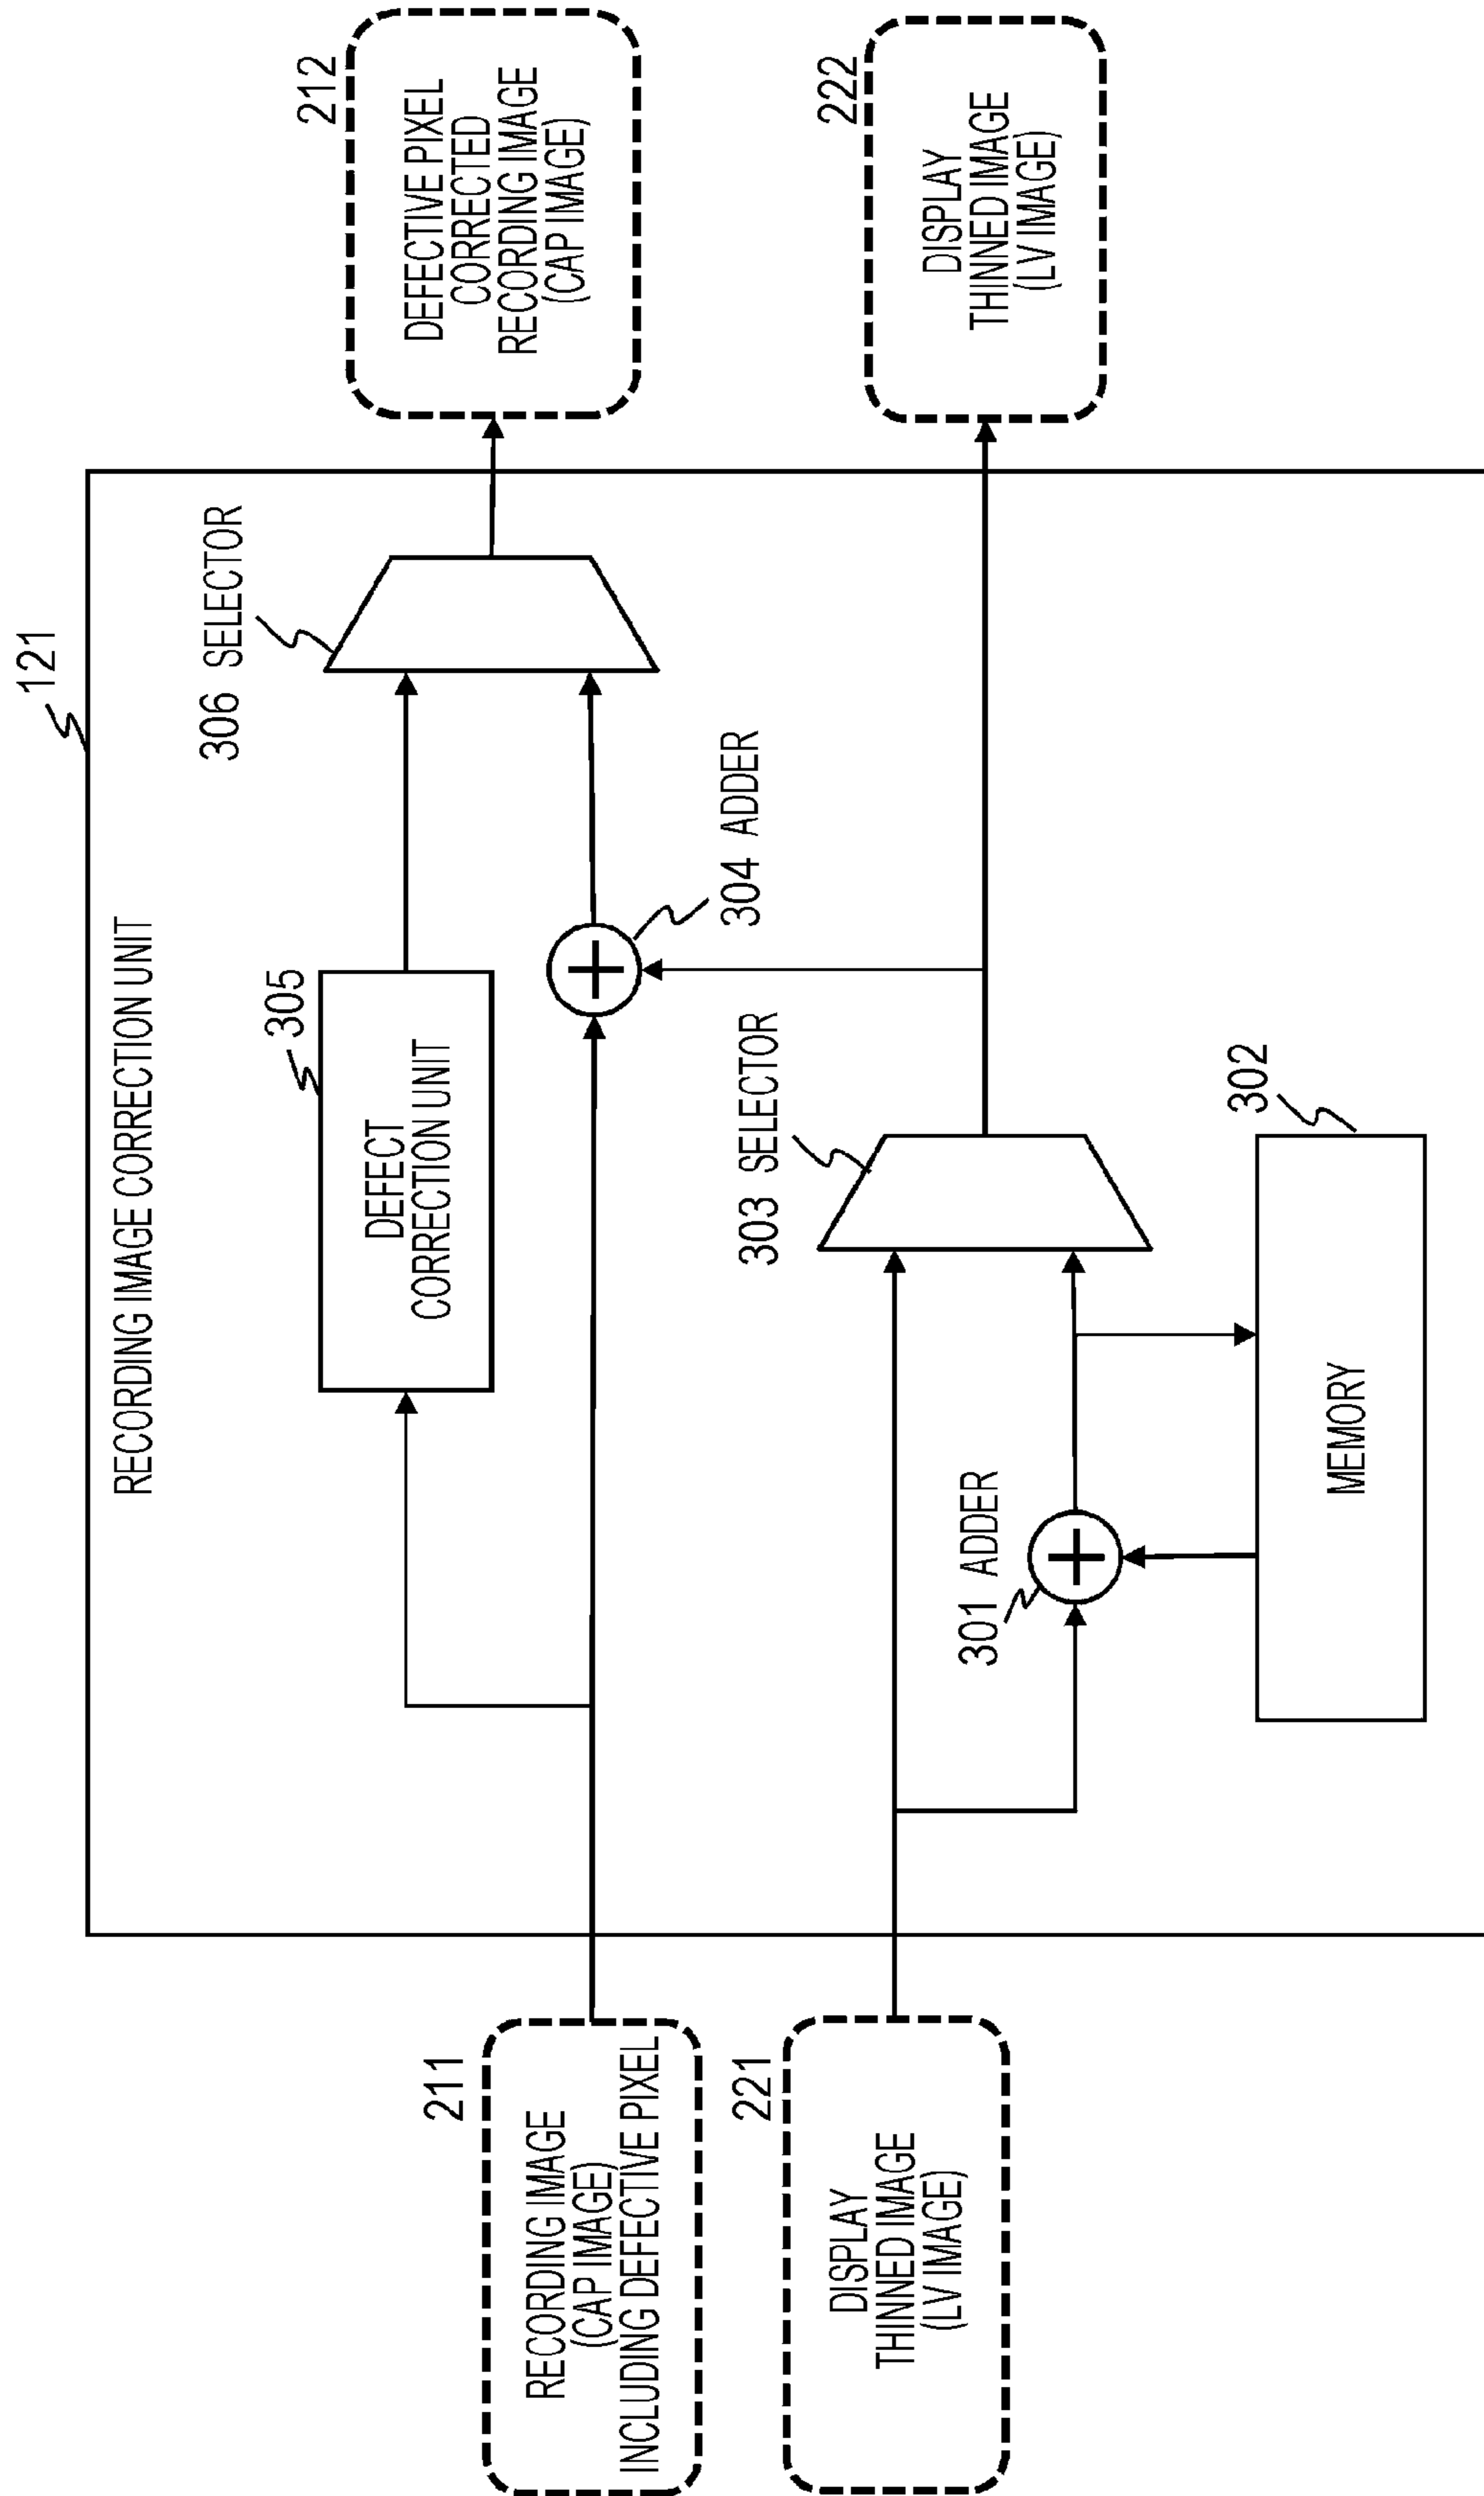 121
RECORDING IMAGE CORRECTION UNIT
211
RECORDING IMAGE
(CAP IMAGE)
INCLUDING DEFECTIVE PIXEL
305
DEFECT
CORRECTION UNIT
306 SELECTOR
212
DEFECTIVE PIXEL
CORRECTED
RECORDING IMAGE
(CAP IMAGE)
304 ADDER
221
DISPLAY
THINNED IMAGE
(LV IMAGE)
303 SELECTOR
222
DISPLAY
THINNED IMAGE
(LV IMAGE)
301 ADDER
302
MEMORY